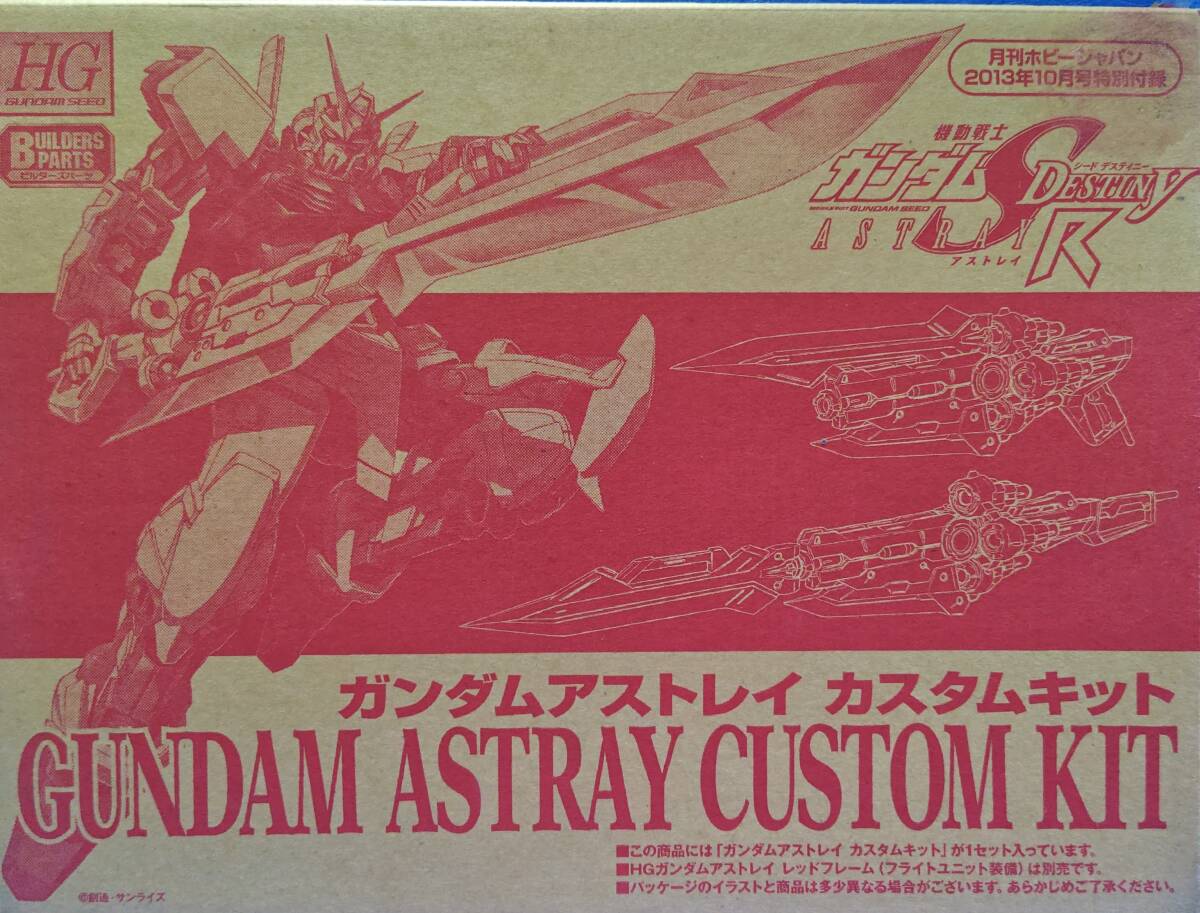 HG
GUNDAM SEED
BUILDERS
PARTS
ビルダーズパーツ
月刊ホビージャパン
2013年10月号特別付録
機動戦士
ガンダム SEED DESTINY
シード デスティニー
MOBILE SUIT GUNDAM SEED
ASTRAY R
アストレイ
ガンダムアストレイ カスタムキット
GUNDAM ASTRAY CUSTOM KIT
■この商品には「ガンダムアストレイ カスタムキット」が1セット入っています。
■HGガンダムアストレイ レッドフレーム(フライトユニット装備)は別売です。
■パッケージのイラストと商品は多少異なる場合がございます。あらかじめご了承ください。
©創通・サンライズ